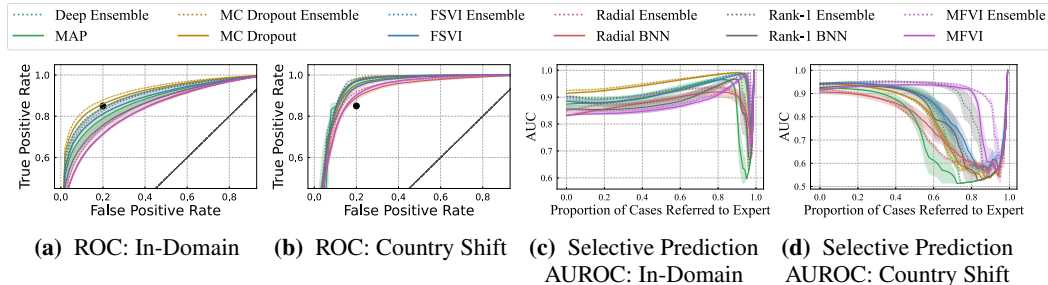 Deep Ensemble MC Dropout Ensemble FSVI Ensemble Radial Ensemble Rank-1 Ensemble MFVI Ensemble
MAP MC Dropout FSVI Radial BNN Rank-1 BNN MFVI
True Positive Rate
1.0
0.8
0.6
0.0 0.2 0.4 0.6 0.8
False Positive Rate
True Positive Rate
1.0
0.8
0.6
0.0 0.2 0.4 0.6 0.8
False Positive Rate
AUC
1.0
0.9
0.8
0.7
0.6
0.0 0.2 0.4 0.6 0.8 1.0
Proportion of Cases Referred to Expert
AUC
1.0
0.9
0.8
0.7
0.6
0.5
0.0 0.2 0.4 0.6 0.8 1.0
Proportion of Cases Referred to Expert
(a) ROC: In-Domain
(b) ROC: Country Shift
(c) Selective Prediction
AUROC: In-Domain
(d) Selective Prediction
AUROC: Country Shift